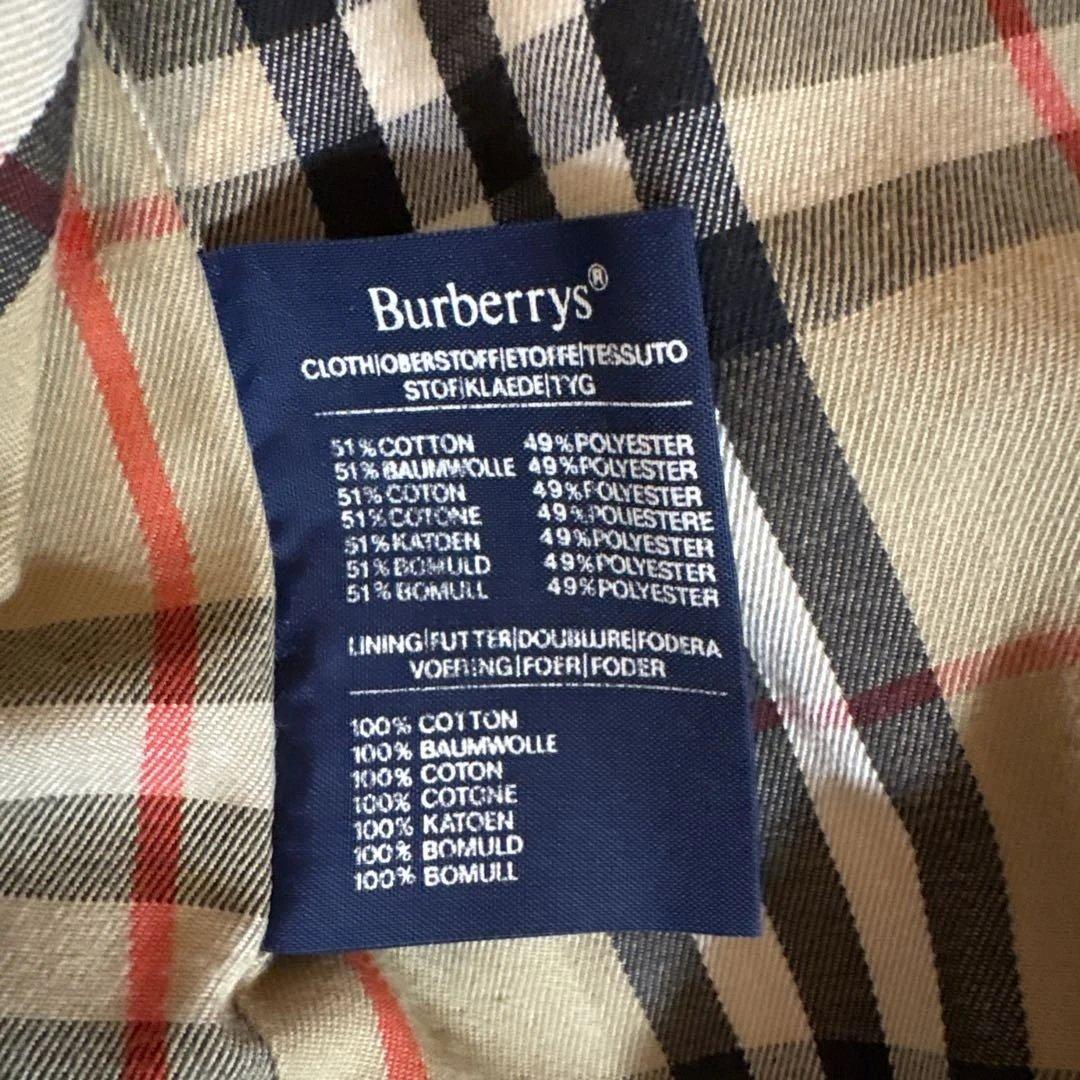 Burberrys®
CLOTH|OBERSTOFF|ETOFFE|TESSUTO
STOF|KLAEDE|TYG
51% COTTON 49% POLYESTER
51% BAUMWOLLE 49% POLYESTER
51% COTON 49% POLYESTER
51% COTONE 49% POLIESTERE
51% KATOEN 49% POLYESTER
51% BOMULD 49% POLYESTER
51% BOMULL 49% POLYESTER
LINING|FUTTER|DOUBLURE|FODERA
VOERING|FOER|FODER
100% COTTON
100% BAUMWOLLE
100% COTON
100% COTONE
100% KATOEN
100% BOMULD
100% BOMULL